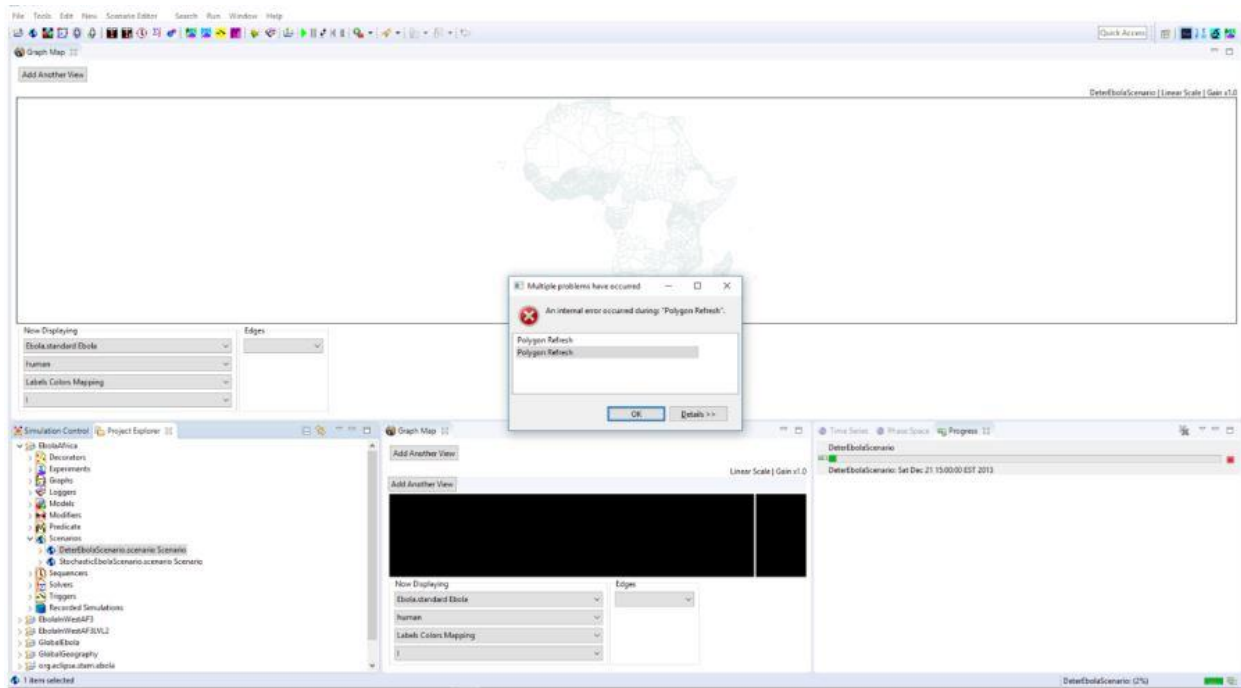 File Tools Edit New Scenario Editor Search Run Window Help
Quick Access
Graph Map
Add Another View
DeterEbolaScenario | Linear Scale | Gain x1.0
Multiple problems have occurred
An internal error occurred during: "Polygon Refresh".
Polygon Refresh
Polygon Refresh
OK Details >>
Now Displaying Edges
Ebola.standard Ebola
human
Labels Colors Mapping
I
Simulation Control Project Explorer
EbolaAfrica
Decorators
Experiments
Graphs
Loggers
Models
Modifiers
Predicate
Scenarios
DeterEbolaScenario.scenario Scenario
StochasticEbolaScenario.scenario Scenario
Sequencers
Solvers
Triggers
Recorded Simulations
EbolaInWestAF3
EbolaInWestAF3LVL2
GlobalEbola
GlobalGeography
org.eclipse.stem.ebola
Graph Map
Add Another View
Linear Scale | Gain x1.0
Add Another View
Now Displaying Edges
Ebola.standard Ebola
human
Labels Colors Mapping
I
Time Series Phase Space Progress
DeterEbolaScenario
DeterEbolaScenario: Sat Dec 21 15:00:00 EST 2013
1 item selected
DeterEbolaScenario: (2%)